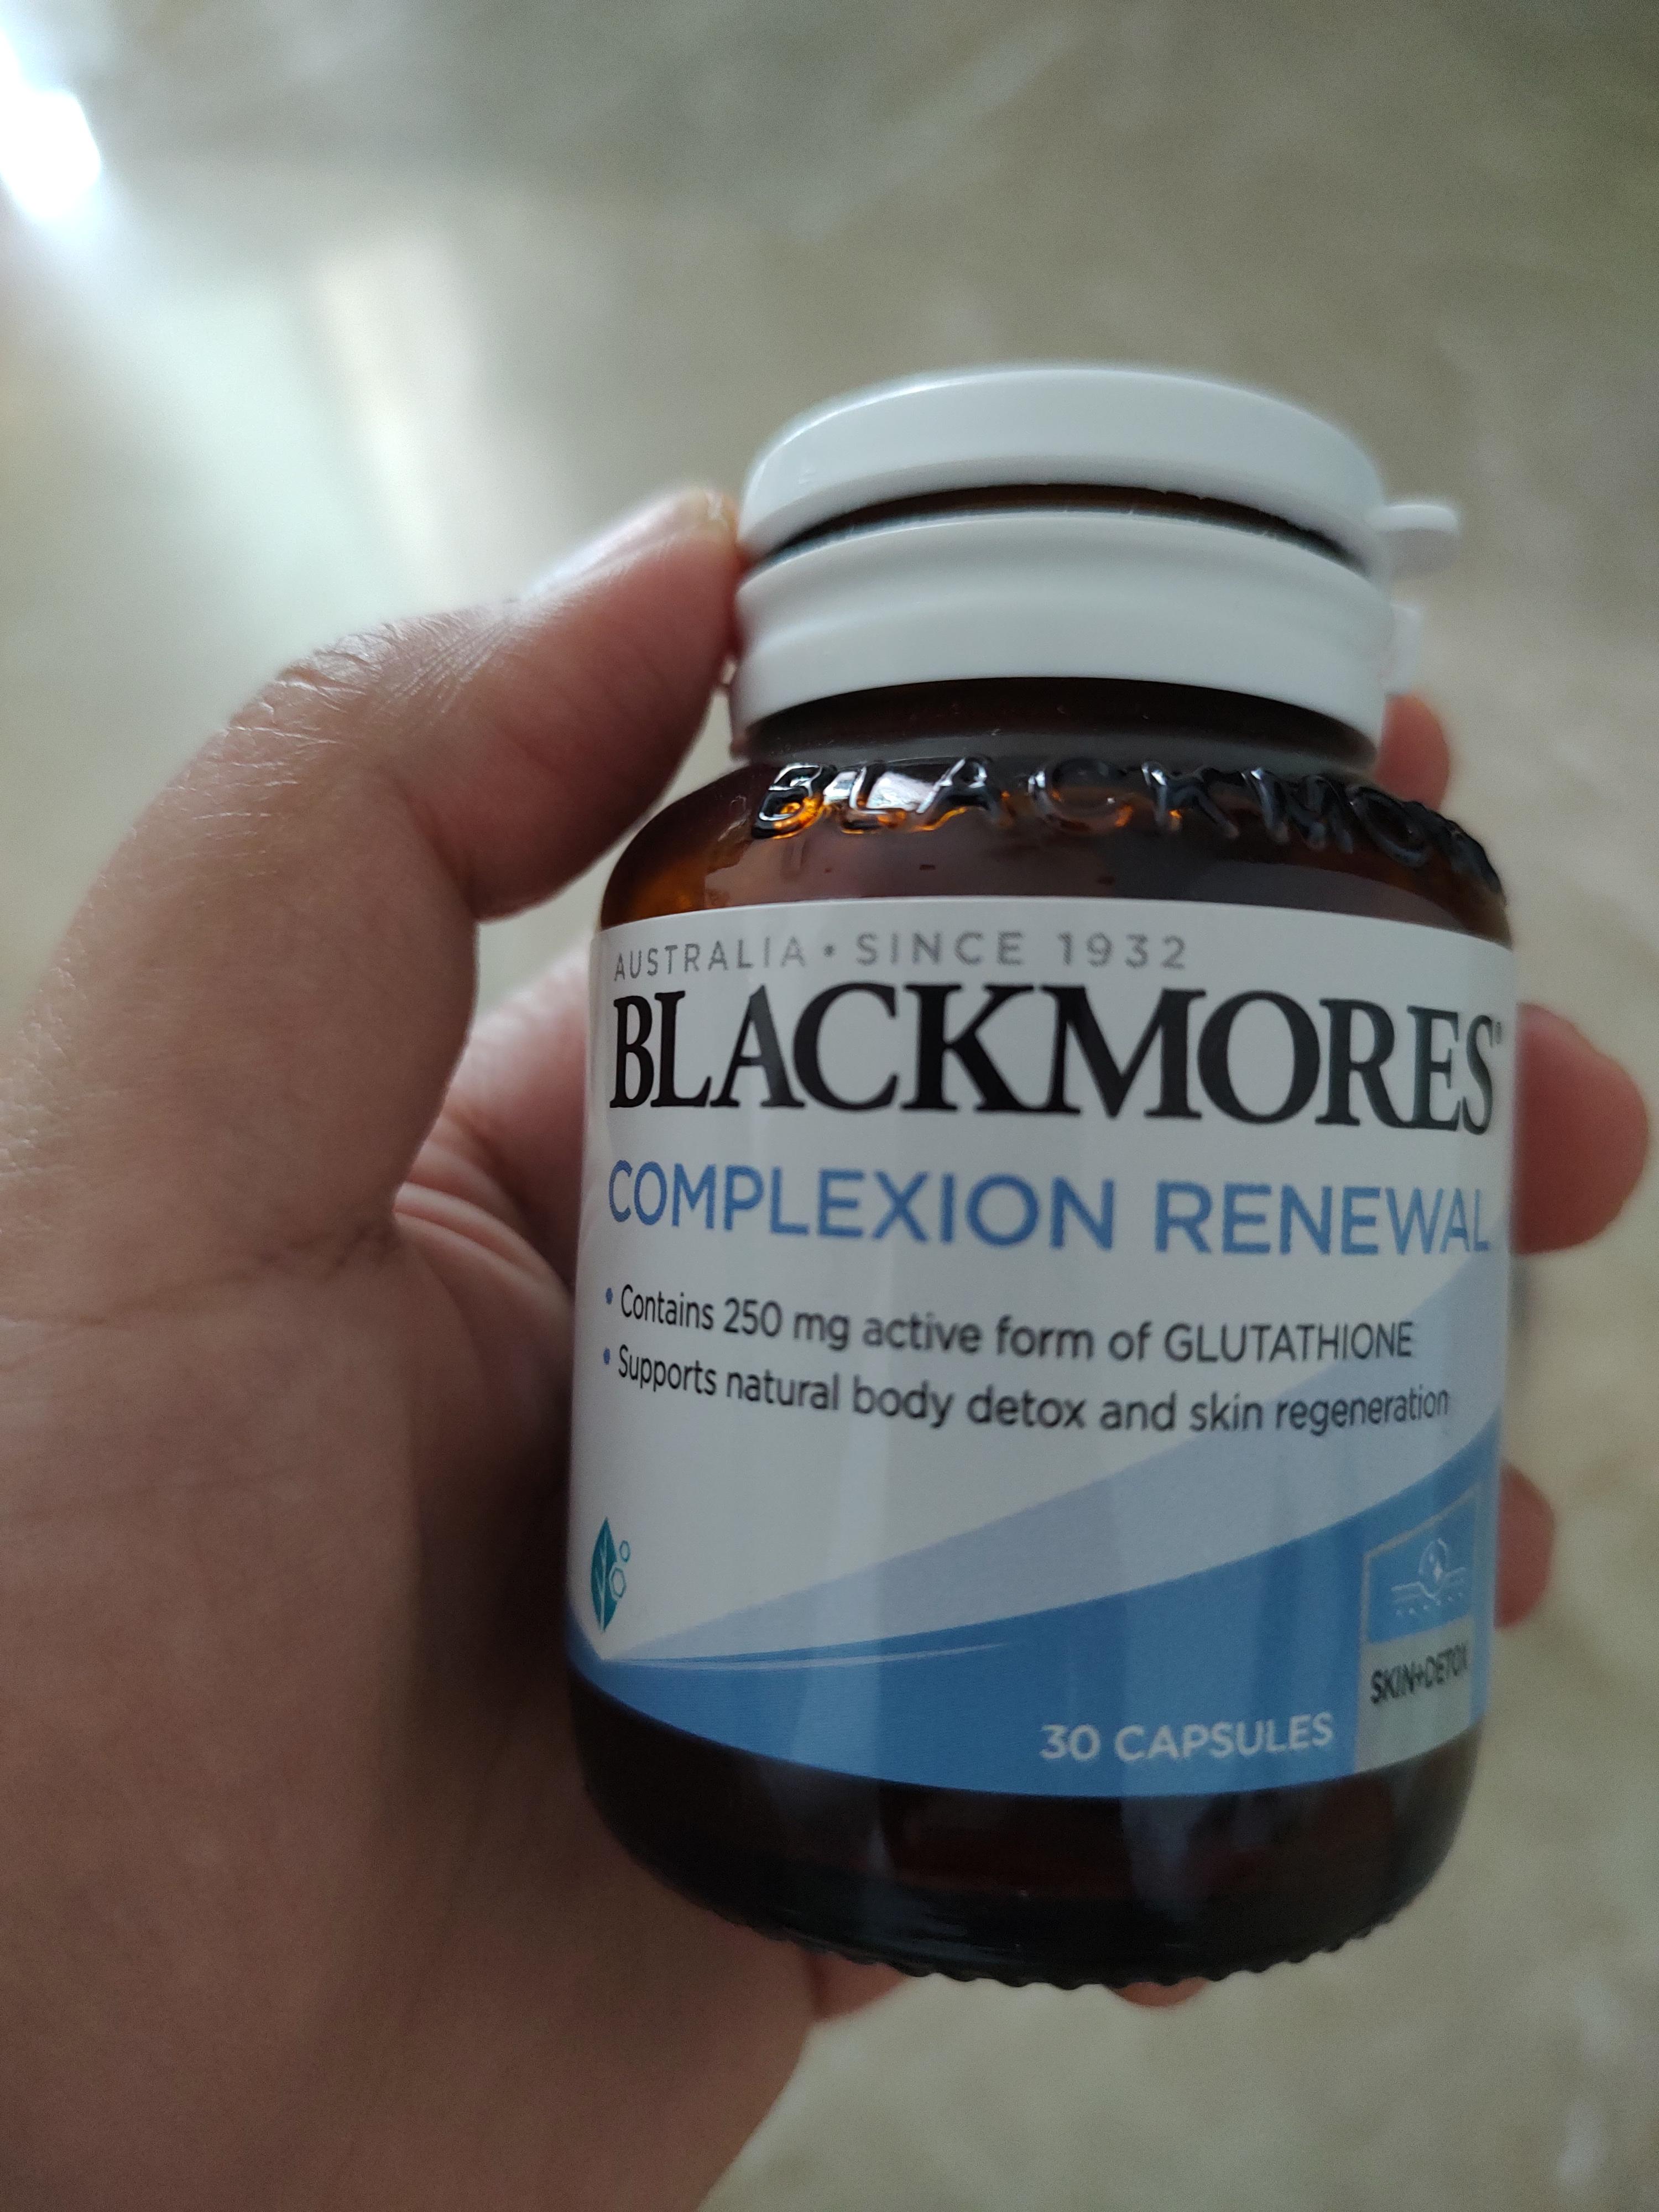 BLACKMO
AUSTRALIA • SINCE 1932
BLACKMORES®
COMPLEXION RENEWAL
• Contains 250 mg active form of GLUTATHIONE
• Supports natural body detox and skin regeneration
SKIN+DETOX
30 CAPSULES